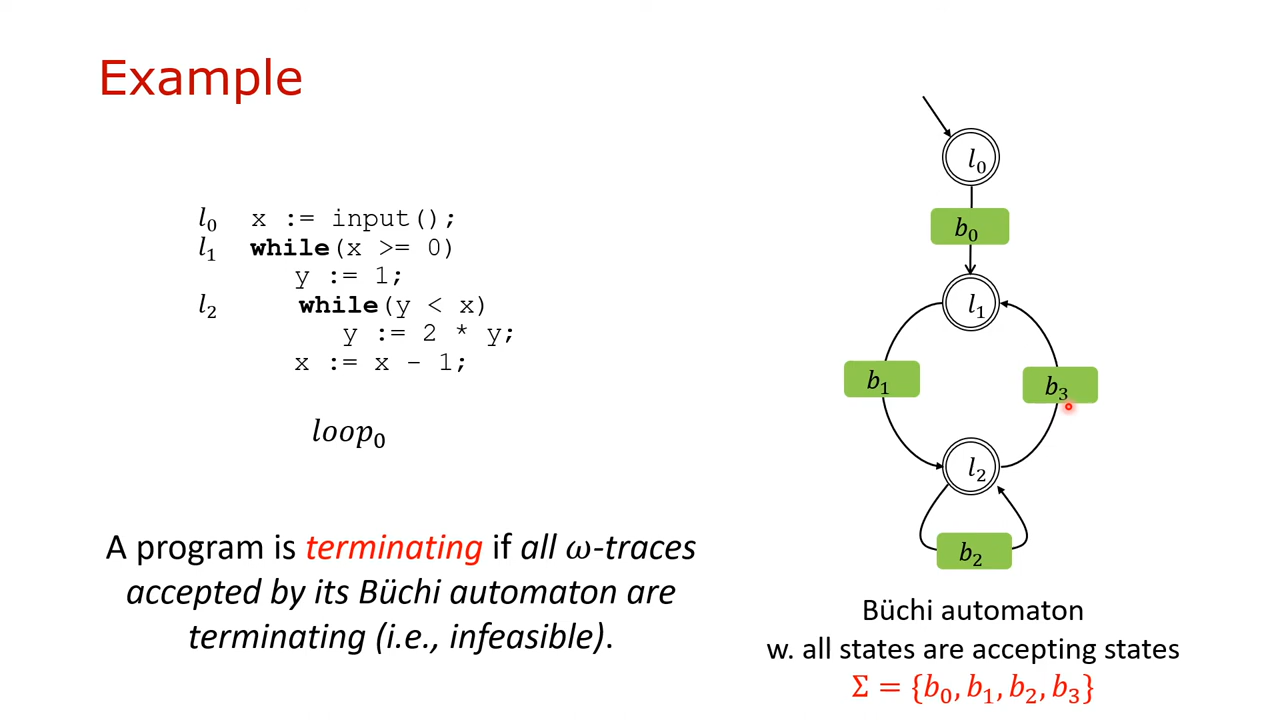 Example
l₀ x := input();
l₁ while(x >= 0)
y := 1;
l₂ while(y < x)
y := 2 * y;
x := x - 1;
loop₀
A program is terminating if all ω-traces
accepted by its Büchi automaton are
terminating (i.e., infeasible).
l₀
b₀
l₁
b₁
b₃
l₂
b₂
Büchi automaton
w. all states are accepting states
Σ = {b₀, b₁, b₂, b₃}